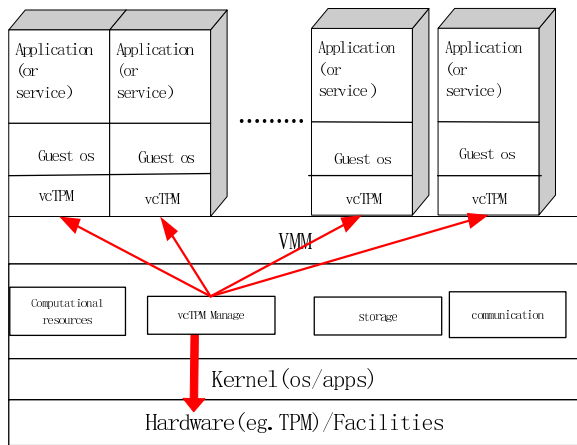 Application
(or
service)
Application
(or
service)
Application
(or
service)
Application
(or
service)
.........
Guest os
Guest os
Guest os
Guest os
vcTPM
vcTPM
vcTPM
vcTPM
VMM
Computational
resources
vcTPM Manage
storage
communication
Kernel(os/apps)
Hardware(eg.TPM)/Facilities